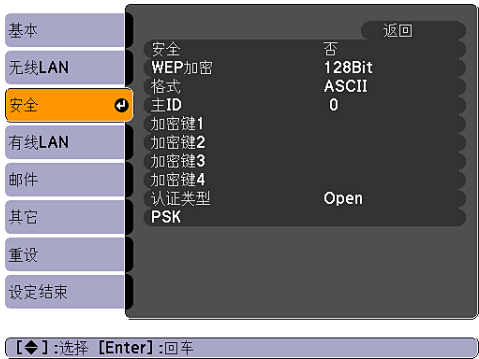 基本
无线LAN
安全
有线LAN
邮件
其它
重设
设定结束
返回
安全 否
WEP加密 128Bit
格式 ASCII
主ID 0
加密键1
加密键2
加密键3
加密键4
认证类型 Open
PSK
[◆] :选择 [Enter] :回车